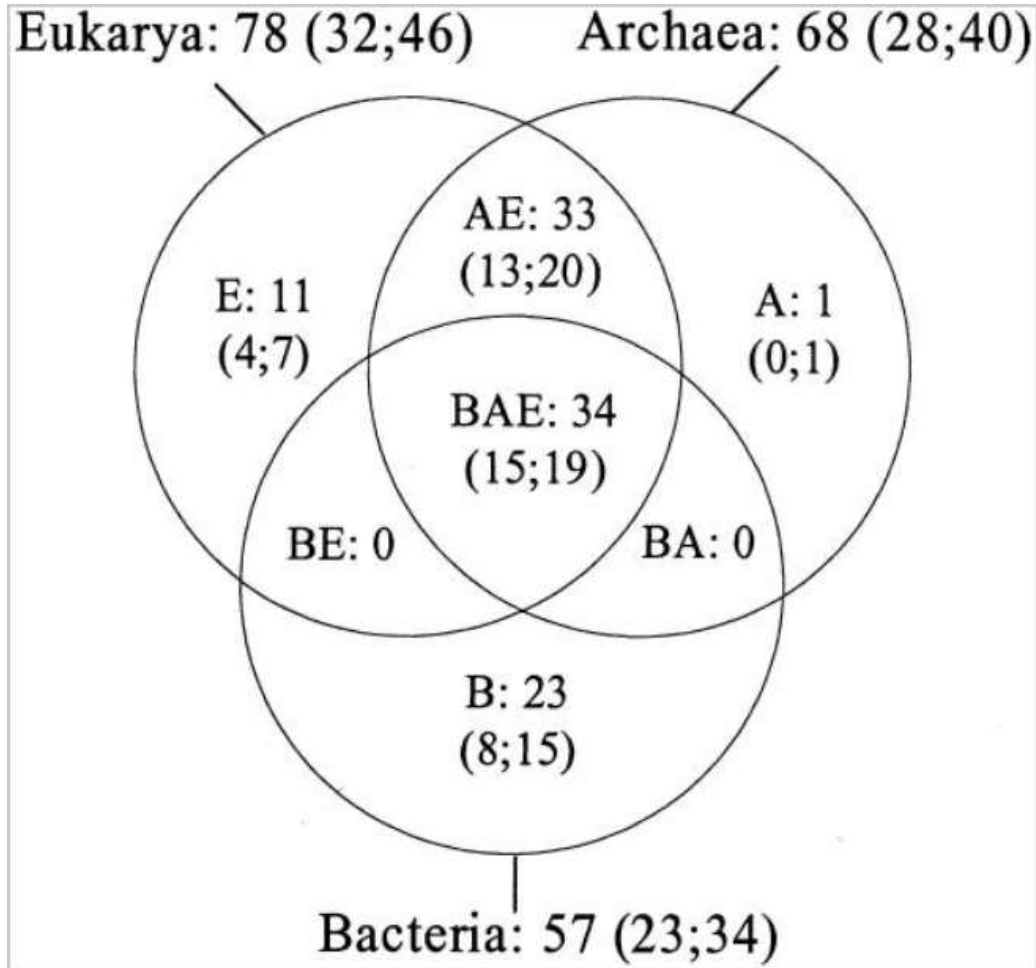 Eukarya: 78 (32;46)
Archaea: 68 (28;40)
AE: 33
(13;20)
E: 11
(4;7)
A: 1
(0;1)
BAE: 34
(15;19)
BE: 0
BA: 0
B: 23
(8;15)
Bacteria: 57 (23;34)